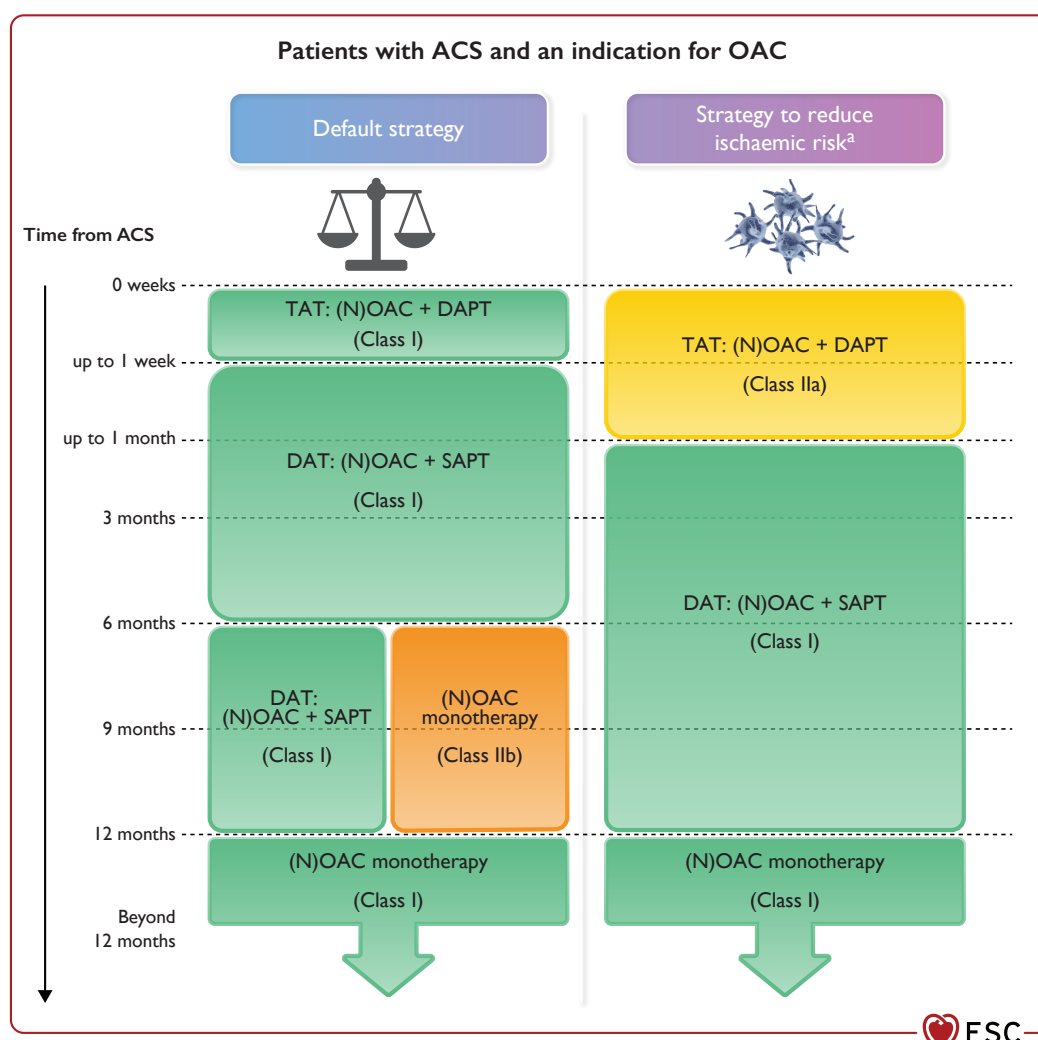 Patients with ACS and an indication for OAC
Default strategy
Strategy to reduce
ischaemic riskᵃ
Time from ACS
0 weeks
TAT: (N)OAC + DAPT
(Class I)
TAT: (N)OAC + DAPT
(Class IIa)
up to 1 week
up to 1 month
DAT: (N)OAC + SAPT
(Class I)
3 months
DAT: (N)OAC + SAPT
(Class I)
6 months
DAT:
(N)OAC + SAPT
(Class I)
(N)OAC
monotherapy
(Class IIb)
9 months
12 months
(N)OAC monotherapy
(Class I)
(N)OAC monotherapy
(Class I)
Beyond
12 months
ESC